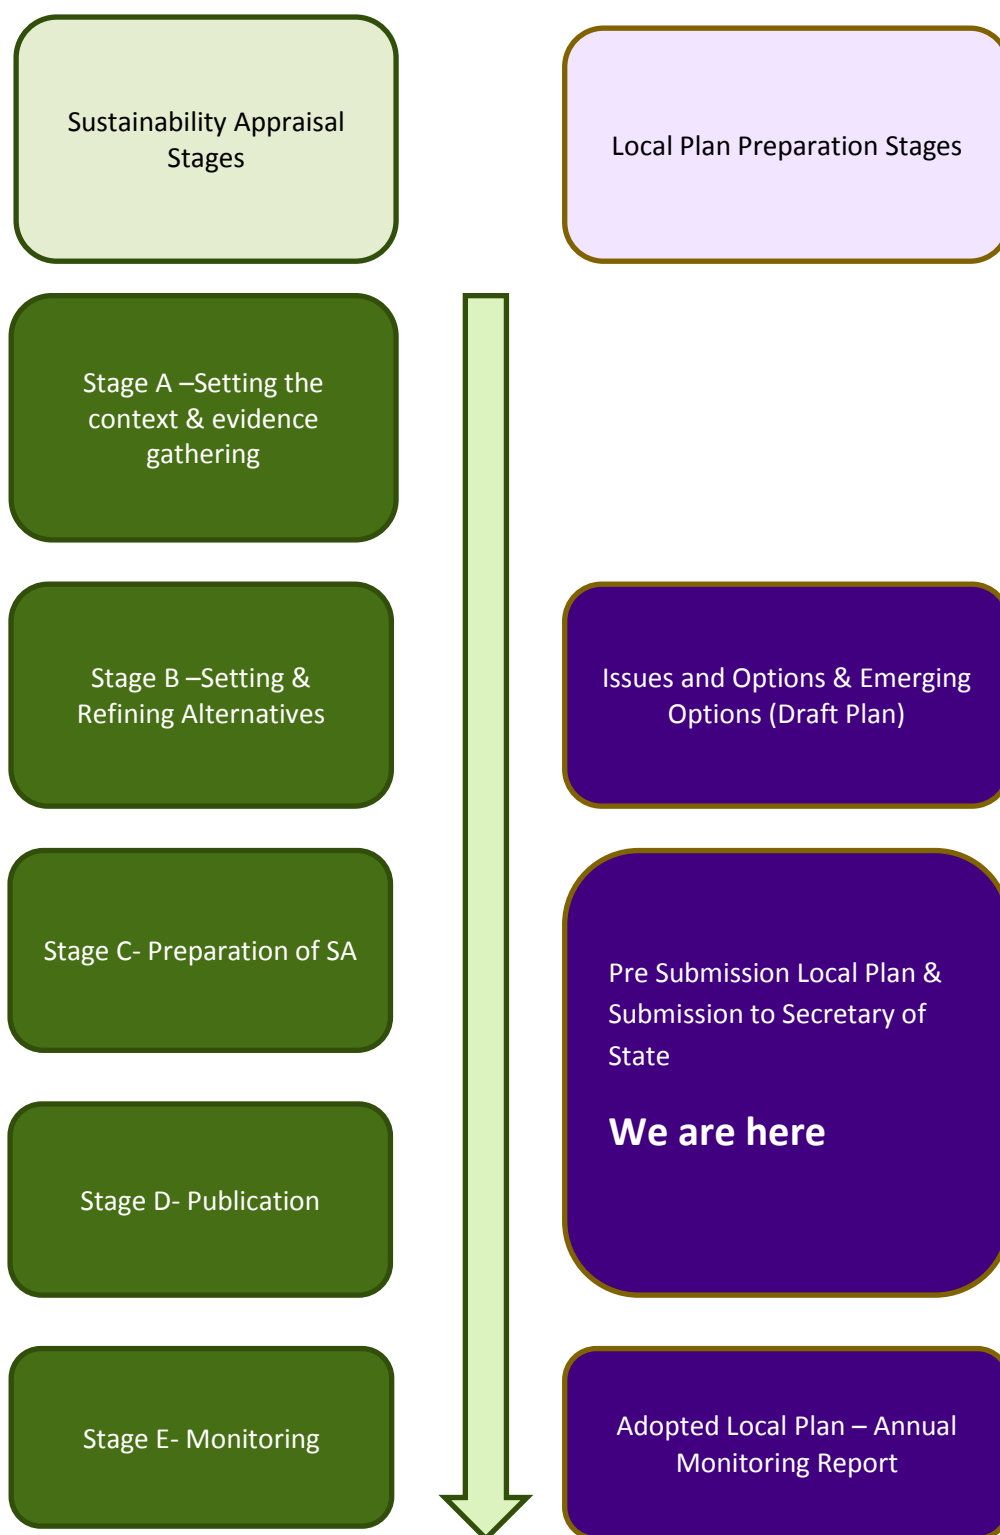 Sustainability Appraisal
Stages
Local Plan Preparation Stages
Stage A –Setting the
context & evidence
gathering
Stage B –Setting &
Refining Alternatives
Issues and Options & Emerging
Options (Draft Plan)
Stage C- Preparation of SA
Pre Submission Local Plan &
Submission to Secretary of
State
We are here
Stage D- Publication
Stage E- Monitoring
Adopted Local Plan – Annual
Monitoring Report